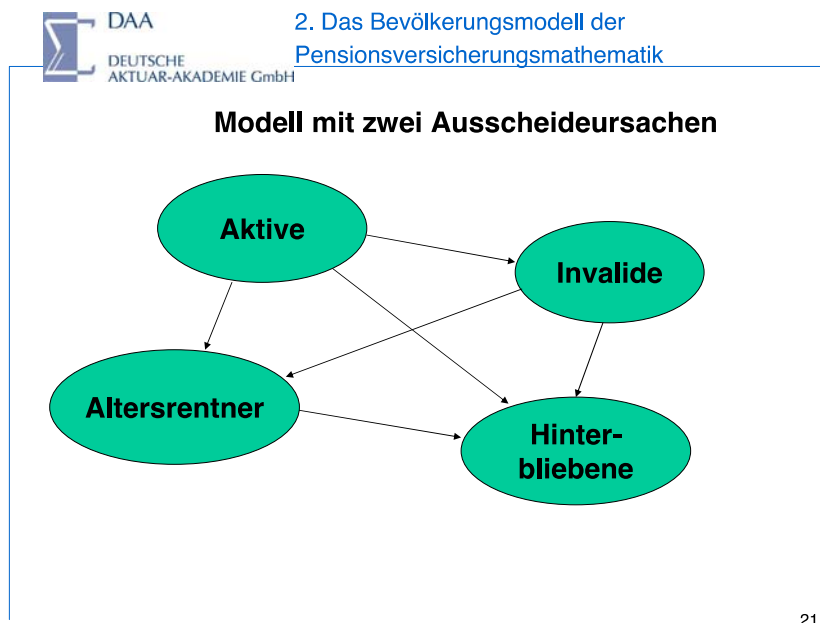 DAA
DEUTSCHE
AKTUAR-AKADEMIE GmbH
2. Das Bevölkerungsmodell der
Pensionsversicherungsmathematik
Modell mit zwei Ausscheideursachen
Aktive
Invalide
Altersrentner
Hinter-
bliebene
21